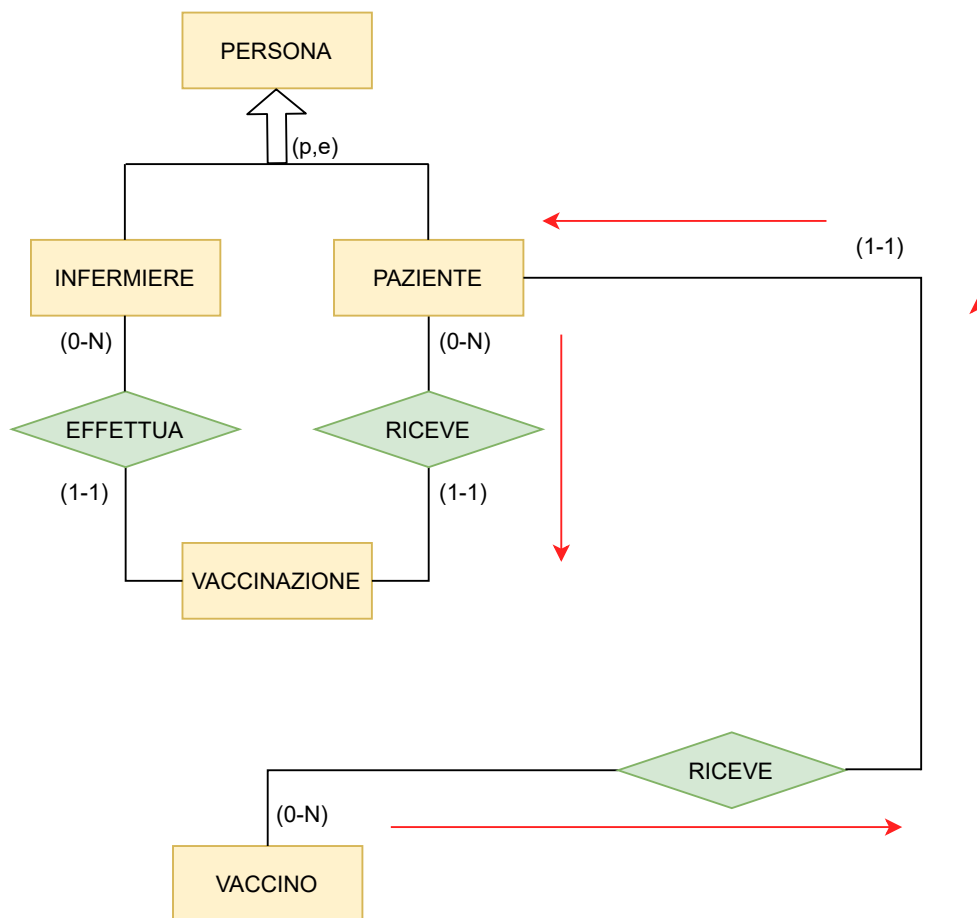 PERSONA
(p,e)
(1-1)
INFERMIERE
PAZIENTE
(0-N)
(0-N)
EFFETTUA
RICEVE
(1-1)
(1-1)
VACCINAZIONE
RICEVE
(0-N)
VACCINO